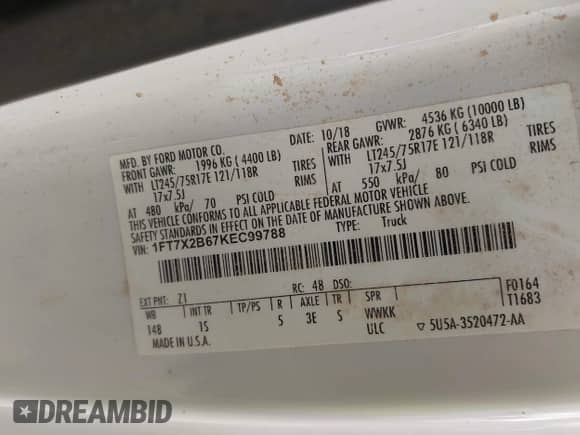 MFD. BY FORD MOTOR CO. 10/18 GVWR: 4536 KG (10000 LB)
FRONT GAWR: 1996 KG (4400 LB) REAR GAWR: 2876 KG (6340 LB)
WITH LT245/75R17E 121/118R TIRES WITH LT245/75R17E 121/118R TIRES
17x7.5J RIMS 17x7.5J RIMS
AT 480 kPa/ 70 PSI COLD AT 550 kPa/ 80 PSI COLD
THIS VEHICLE CONFORMS TO ALL APPLICABLE FEDERAL MOTOR VEHICLE
SAFETY STANDARDS IN EFFECT ON THE DATE OF MANUFACTURE SHOWN ABOVE.
VIN: 1FT7X2B67KEC99788 TYPE: Truck
F0164
T1683
EXT PNT: Z1 RC: 48 DSO:
WB INT TR TP/PS R AXLE TR SPR
148 1S 5 3E S WWKK
MADE IN U.S.A. ULC ▽ 5U5A-3520472-AA
DREAMBID